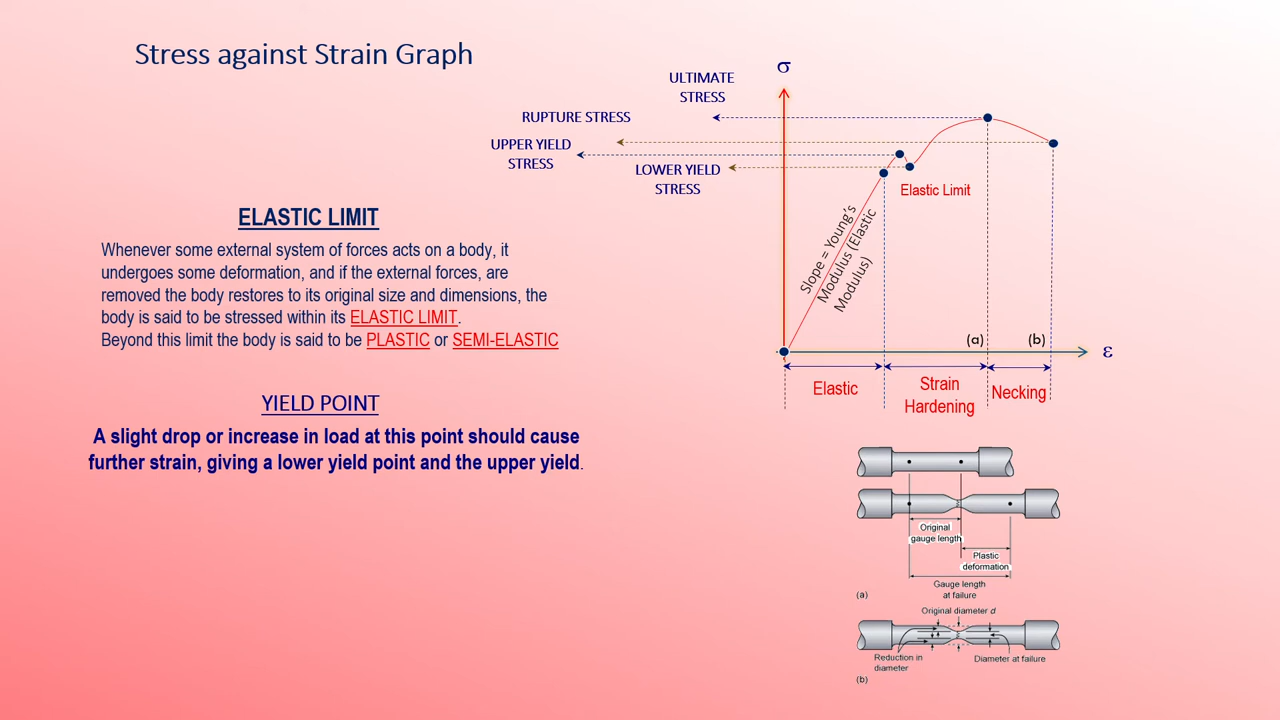 Stress against Strain Graph
σ
ULTIMATE
STRESS
RUPTURE STRESS
UPPER YIELD
STRESS
LOWER YIELD
STRESS
Elastic Limit
Slope = Young's
Modulus (Elastic
Modulus)
(a)
(b)
ε
Elastic
Strain
Hardening
Necking
ELASTIC LIMIT
Whenever some external system of forces acts on a body, it
undergoes some deformation, and if the external forces, are
removed the body restores to its original size and dimensions, the
body is said to be stressed within its ELASTIC LIMIT.
Beyond this limit the body is said to be PLASTIC or SEMI-ELASTIC
YIELD POINT
A slight drop or increase in load at this point should cause
further strain, giving a lower yield point and the upper yield.
Original
gauge length
Plastic
deformation
Gauge length
at failure
(a)
Original diameter d
Reduction in
diameter
Diameter at failure
(b)